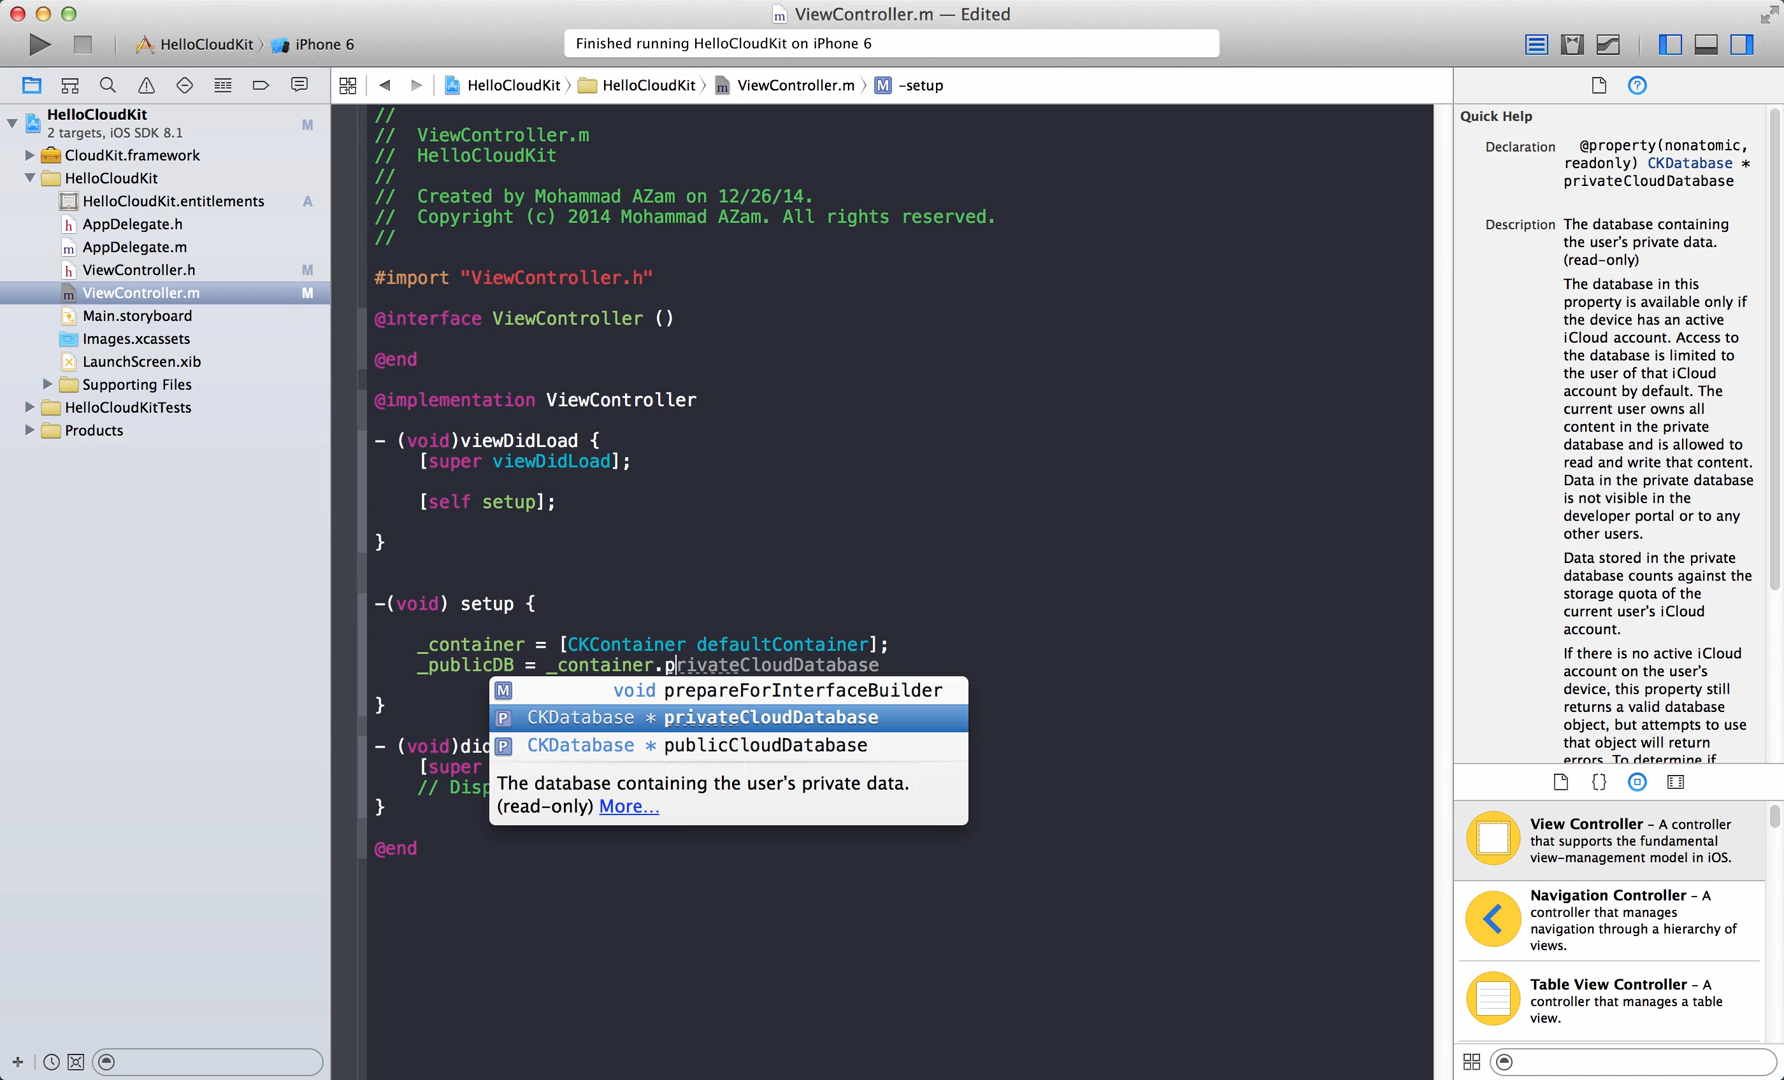 ViewController.m — Edited
HelloCloudKit
iPhone 6
Finished running HelloCloudKit on iPhone 6
HelloCloudKit
HelloCloudKit
ViewController.m
M
-setup
HelloCloudKit
2 targets, iOS SDK 8.1
M
CloudKit.framework
HelloCloudKit
HelloCloudKit.entitlements
A
AppDelegate.h
AppDelegate.m
ViewController.h
M
ViewController.m
M
Main.storyboard
Images.xcassets
LaunchScreen.xib
Supporting Files
HelloCloudKitTests
Products
//
//  ViewController.m
//  HelloCloudKit
//
//  Created by Mohammad AZam on 12/26/14.
//  Copyright (c) 2014 Mohammad AZam. All rights reserved.
//
#import "ViewController.h"
@interface ViewController ()
@end
@implementation ViewController
- (void)viewDidLoad {
[super viewDidLoad];
[self setup];
}
-(void) setup {
_container = [CKContainer defaultContainer];
_publicDB = _container.privateCloudDatabase
}
- (void)did
[super
// Disp
}
@end
M void prepareForInterfaceBuilder
P CKDatabase * privateCloudDatabase
P CKDatabase * publicCloudDatabase
The database containing the user's private data.
(read-only) More...
Quick Help
Declaration @property(nonatomic,
readonly) CKDatabase *
privateCloudDatabase
Description The database containing
the user's private data.
(read-only)
The database in this
property is available only if
the device has an active
iCloud account. Access to
the database is limited to
the user of that iCloud
account by default. The
current user owns all
content in the private
database and is allowed to
read and write that content.
Data in the private database
is not visible in the
developer portal or to any
other users.
Data stored in the private
database counts against the
storage quota of the
current user's iCloud
account.
If there is no active iCloud
account on the user's
device, this property still
returns a valid database
object, but attempts to use
that object will return
errors. To determine if
View Controller - A controller
that supports the fundamental
view-management model in iOS.
Navigation Controller - A
controller that manages
navigation through a hierarchy of
views.
Table View Controller - A
controller that manages a table
view.